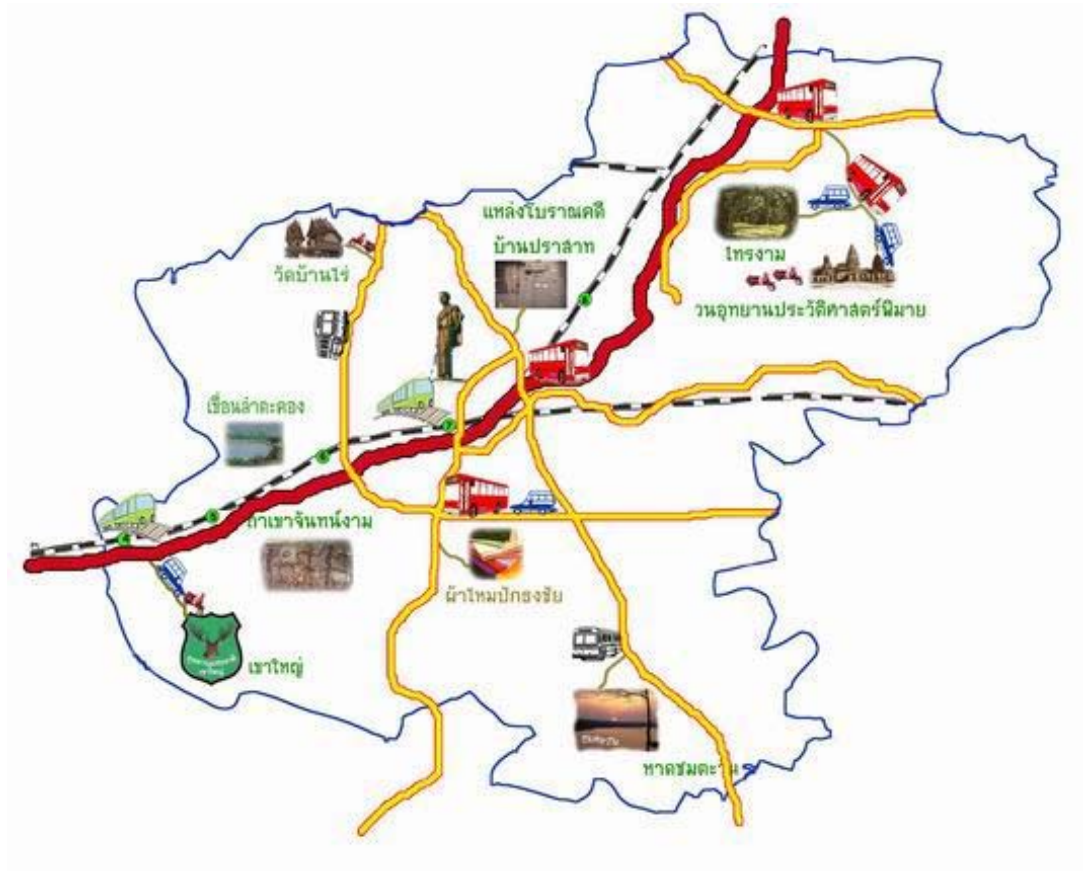 แหล่งโบราณคดี
บ้านปราสาท
วัดบ้านไร่
ไทรงาม
วนอุทยานประวัติศาสตร์พิมาย
เขื่อนลำตะคอง
8
7
6
5
4
ถ้ำเขาจันทน์งาม
ผ้าไหมปักธงชัย
เขาใหญ่
หาดชมตะวัน